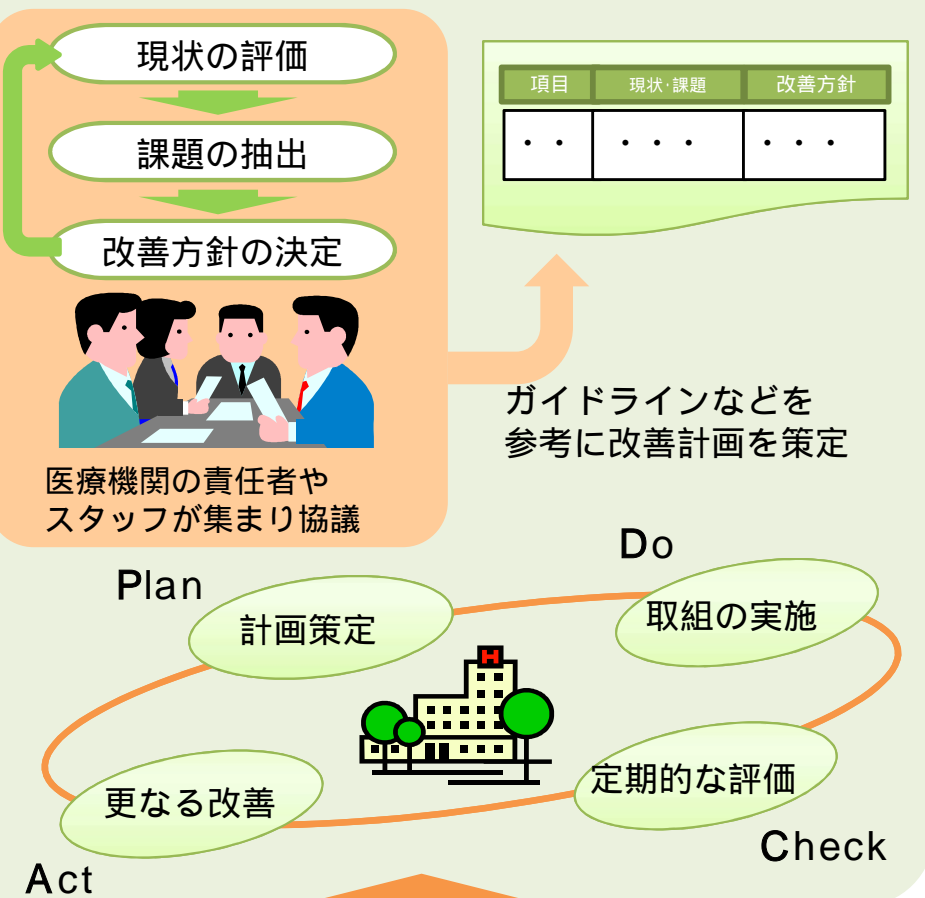 現状の評価
課題の抽出
改善方針の決定
医療機関の責任者や
スタッフが集まり協議
項目 現状・課題 改善方針
・・ ・・・ ・・・
ガイドラインなどを
参考に改善計画を策定
Plan
計画策定
Do
取組の実施
H
定期的な評価
Check
更なる改善
Act